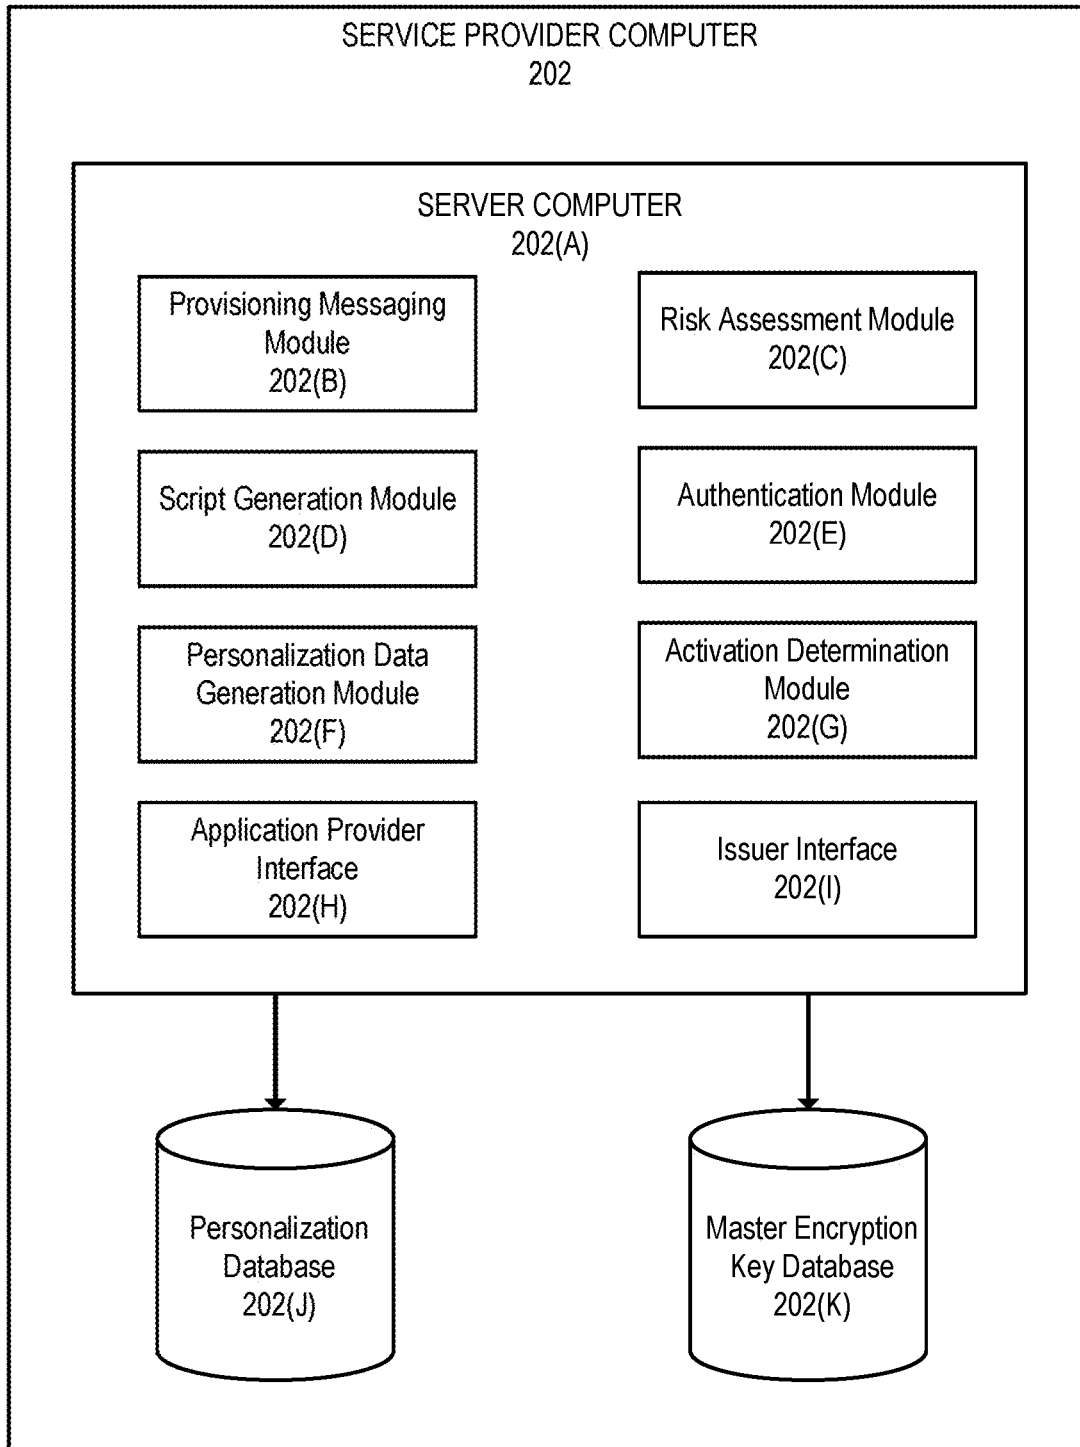 SERVICE PROVIDER COMPUTER
202
SERVER COMPUTER
202(A)
Provisioning Messaging
Module
202(B)
Risk Assessment Module
202(C)
Script Generation Module
202(D)
Authentication Module
202(E)
Personalization Data
Generation Module
202(F)
Activation Determination
Module
202(G)
Application Provider
Interface
202(H)
Issuer Interface
202(I)
Personalization
Database
202(J)
Master Encryption
Key Database
202(K)